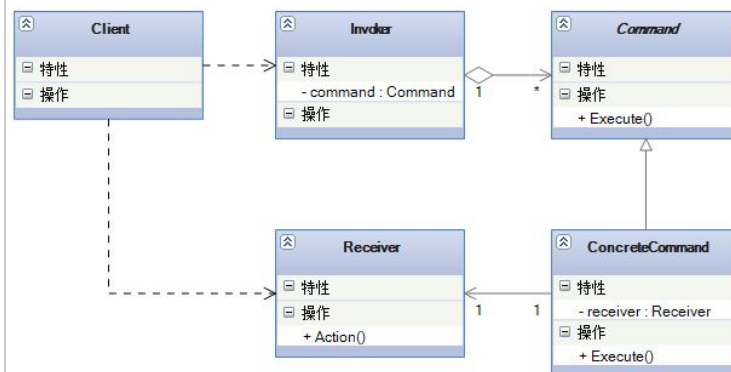 Client
特性
操作
Invoker
特性
- command : Command
操作
1
*
Command
特性
操作
+ Execute()
Receiver
特性
操作
+ Action()
1
1
ConcreteCommand
特性
- receiver : Receiver
操作
+ Execute()